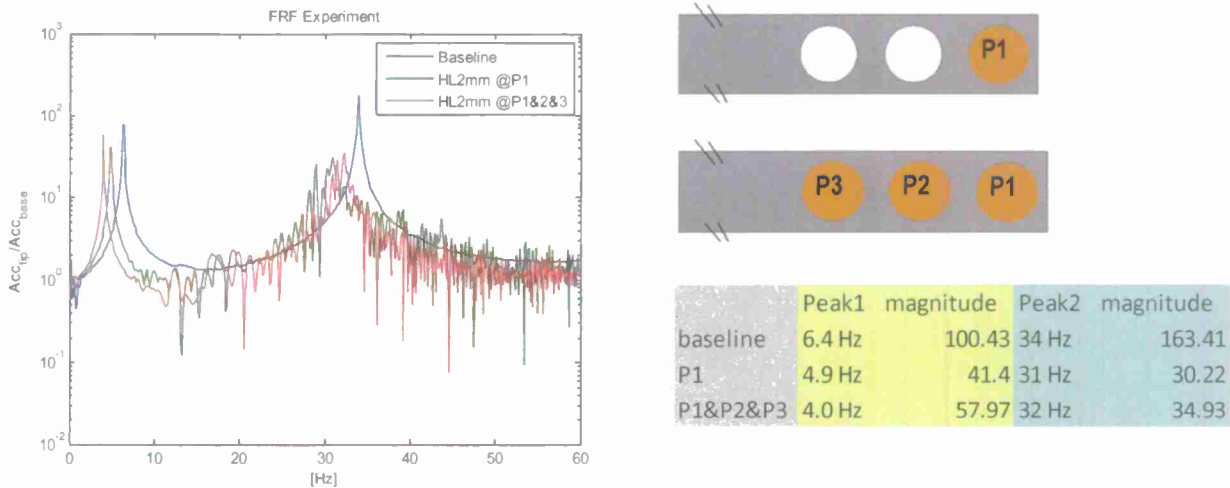 FRF Experiment
Acc_tip/Acc_base
10^3
10^2
10^1
10^0
10^-1
10^-2
0 10 20 30 40 50 60
[Hz]
Baseline
HL2mm @P1
HL2mm @P1&2&3
P1
P3 P2 P1
Peak1 magnitude Peak2 magnitude
baseline 6.4 Hz 100.43 34 Hz 163.41
P1 4.9 Hz 41.4 31 Hz 30.22
P1&P2&P3 4.0 Hz 57.97 32 Hz 34.93